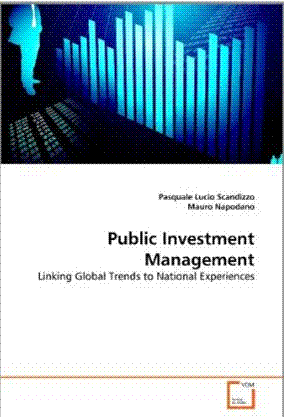 Pasquale Lucio Scandizzo
Mauro Napodano
Public Investment
Management
Linking Global Trends to National Experiences
VDM